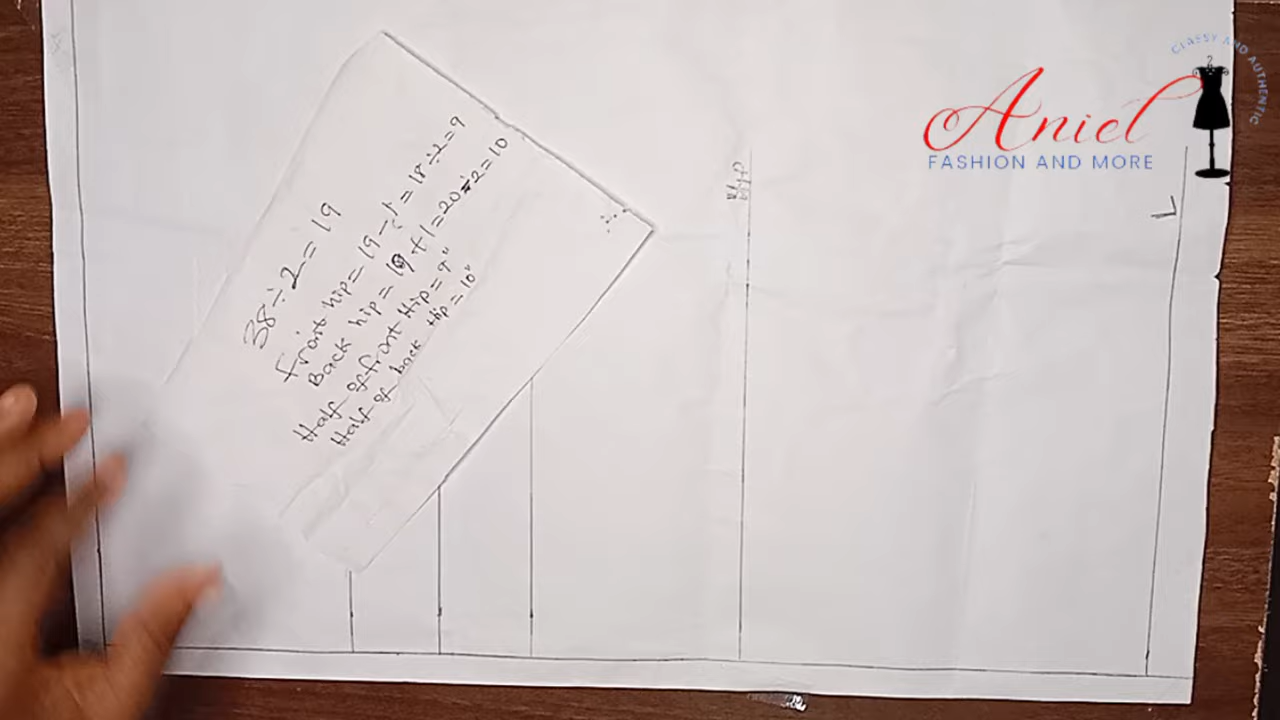 38÷2=19
Front hip = 19-1=18÷2=9
Back hip = 19+1=20÷2=10
Half of front Hip=9"
Half of back Hip=10"
L
CLASSY AND AUTHENTIC
Aniel
FASHION AND MORE